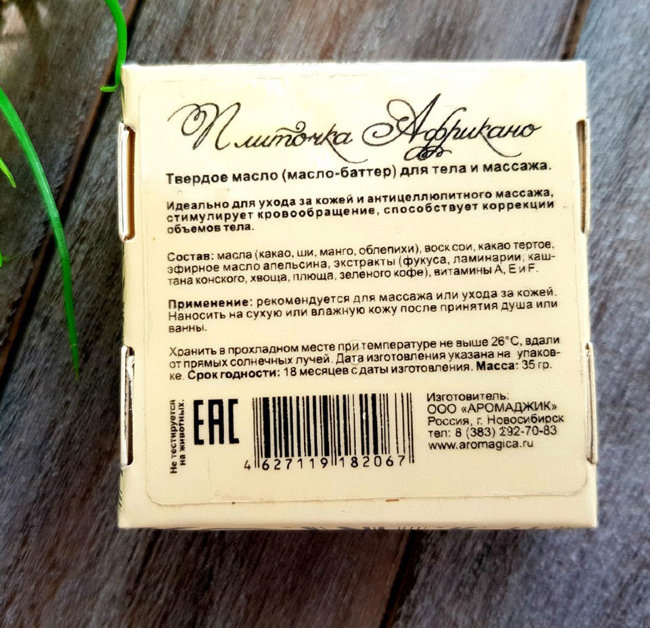 Плиточка Африкано
Твердое масло (масло-баттер) для тела и массажа.
Идеально для ухода за кожей и антицеллюлитного массажа,
стимулирует кровообращение, способствует коррекции
объемов тела.
Состав: масла (какао, ши, манго, облепихи), воск сои, какао тертое,
эфирное масло апельсина, экстракты (фукуса, ламинарии, каш-
тана конского, хвоща, плюща, зеленого кофе), витамины А, Е и F.
Применение: рекомендуется для массажа или ухода за кожей.
Наносить на сухую или влажную кожу после принятия душа или
ванны.
Хранить в прохладном месте при температуре не выше 26°С, вдали
от прямых солнечных лучей. Дата изготовления указана на упаков-
ке. Срок годности: 18 месяцев с даты изготовления. Масса: 35 гр.
Не тестируется
на животных.
EAC
4 627119 182067
Изготовитель:
ООО «АРОМАДЖИК»
Россия, г. Новосибирск
тел: 8 (383) 292-70-83
www.aromagica.ru